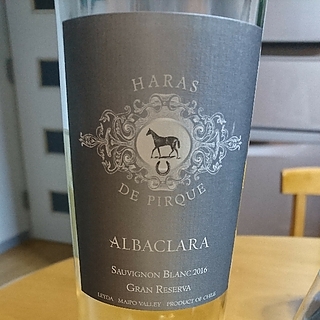 HARAS
DE PIRQUE
ALBACLARA
SAUVIGNON BLANC 2016
GRAN RESERVA
LEYDA - MAIPO VALLEY - PRODUCT OF CHILE